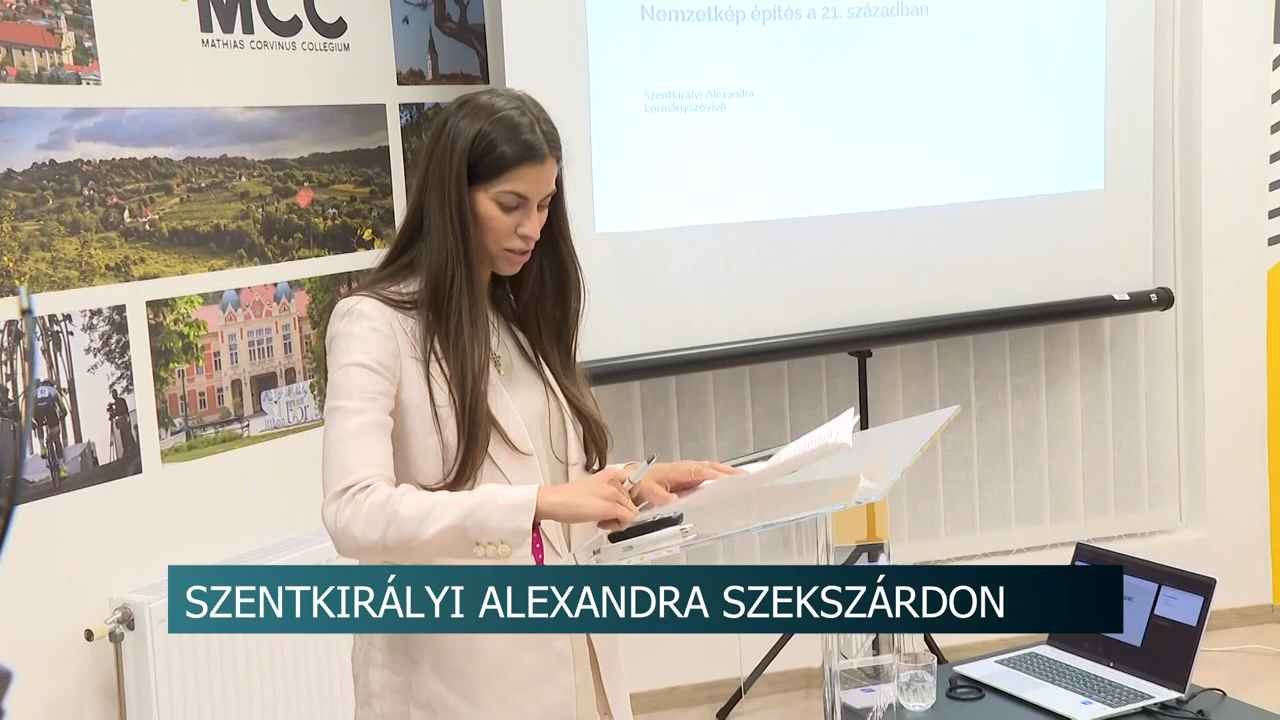 MCC
MATHIAS CORVINUS COLLEGIUM
Nemzetkép építés a 21. században
Szentkirályi Alexandra
kormányszóvivő
SZENTKIRÁLYI ALEXANDRA SZEKSZÁRDON